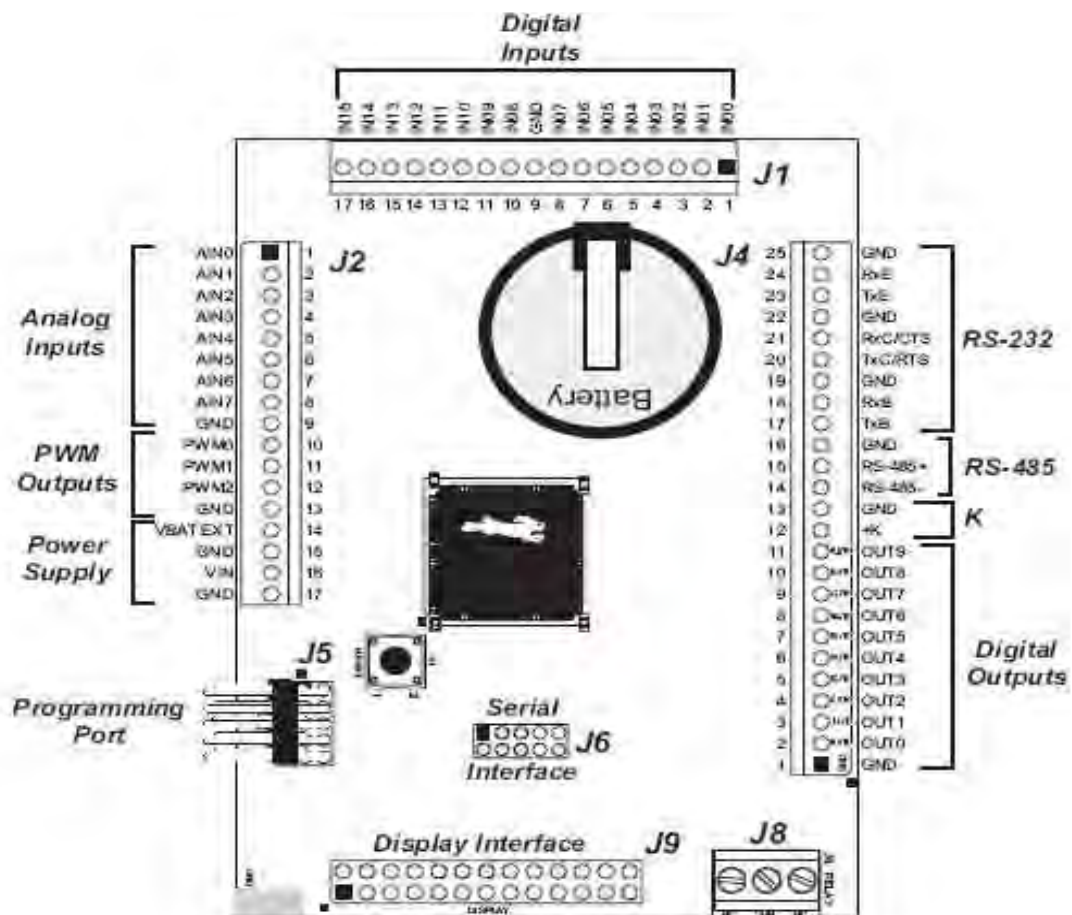 Digital
Inputs
IN15 IN14 IN13 IN12 IN11 IN10 IN09 IN08 GND IN07 IN06 IN05 IN04 IN03 IN02 IN01 IN00
J1
17 16 15 14 13 12 11 10 9 8 7 6 5 4 3 2 1
Analog
Inputs
PWM
Outputs
Power
Supply
J2
AIN0 1
AIN1 2
AIN2 3
AIN3 4
AIN4 5
AIN5 6
AIN6 7
AIN7 8
GND 9
PWM0 10
PWM1 11
PWM2 12
GND 13
VBAT EXT 14
GND 15
VIN 16
GND 17
Battery
J4
25 GND
24 RxE
23 TxE
22 GND
21 RxC/CTS
20 TxC/RTS
19 GND
18 RxB
17 TxB
16 GND
15 RS-485+
14 RS-485-
13 GND
12 +K
11 OUT9
10 OUT8
9 OUT7
8 OUT6
7 OUT5
6 OUT4
5 OUT3
4 OUT2
3 OUT1
2 OUT0
1 GND
RS-232
RS-485
K
Digital
Outputs
J5
Programming
Port
Serial
J6
Interface
Display Interface
J9
DISPLAY
J8